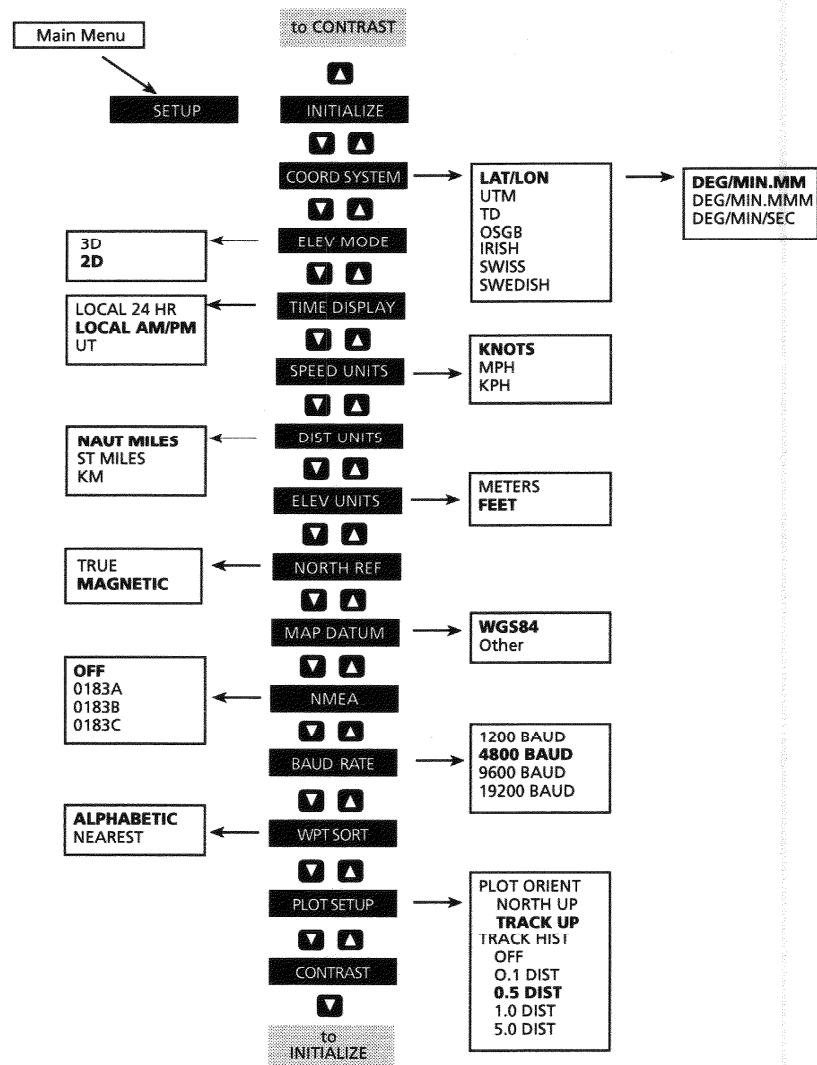 to CONTRAST
Main Menu
SETUP
INITIALIZE
COORD SYSTEM
LAT/LON
UTM
TD
OSGB
IRISH
SWISS
SWEDISH
DEG/MIN.MM
DEG/MIN.MMM
DEG/MIN/SEC
ELEV MODE
3D
2D
TIME DISPLAY
LOCAL 24 HR
LOCAL AM/PM
UT
SPEED UNITS
KNOTS
MPH
KPH
DIST UNITS
NAUT MILES
ST MILES
KM
ELEV UNITS
METERS
FEET
NORTH REF
TRUE
MAGNETIC
MAP DATUM
WGS84
Other
NMEA
OFF
0183A
0183B
0183C
BAUD RATE
1200 BAUD
4800 BAUD
9600 BAUD
19200 BAUD
WPT SORT
ALPHABETIC
NEAREST
PLOT SETUP
PLOT ORIENT
NORTH UP
TRACK UP
TRACK HIST
OFF
O.1 DIST
0.5 DIST
1.0 DIST
5.0 DIST
CONTRAST
to
INITIALIZE